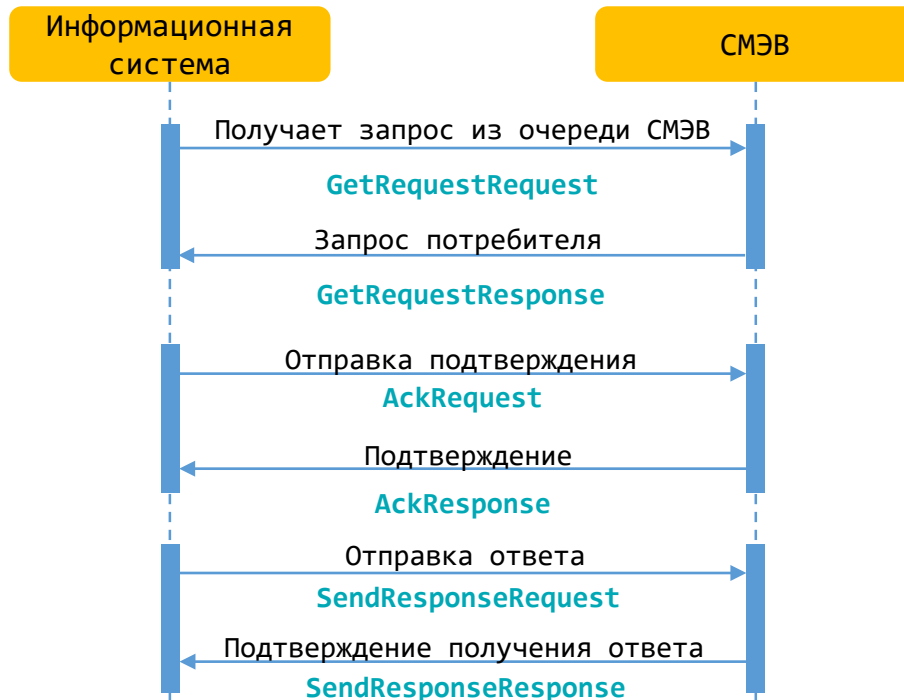 Информационная
система
СМЭВ
Получает запрос из очереди СМЭВ
GetRequestRequest
Запрос потребителя
GetRequestResponse
Отправка подтверждения
AckRequest
Подтверждение
AckResponse
Отправка ответа
SendResponseRequest
Подтверждение получения ответа
SendResponseResponse